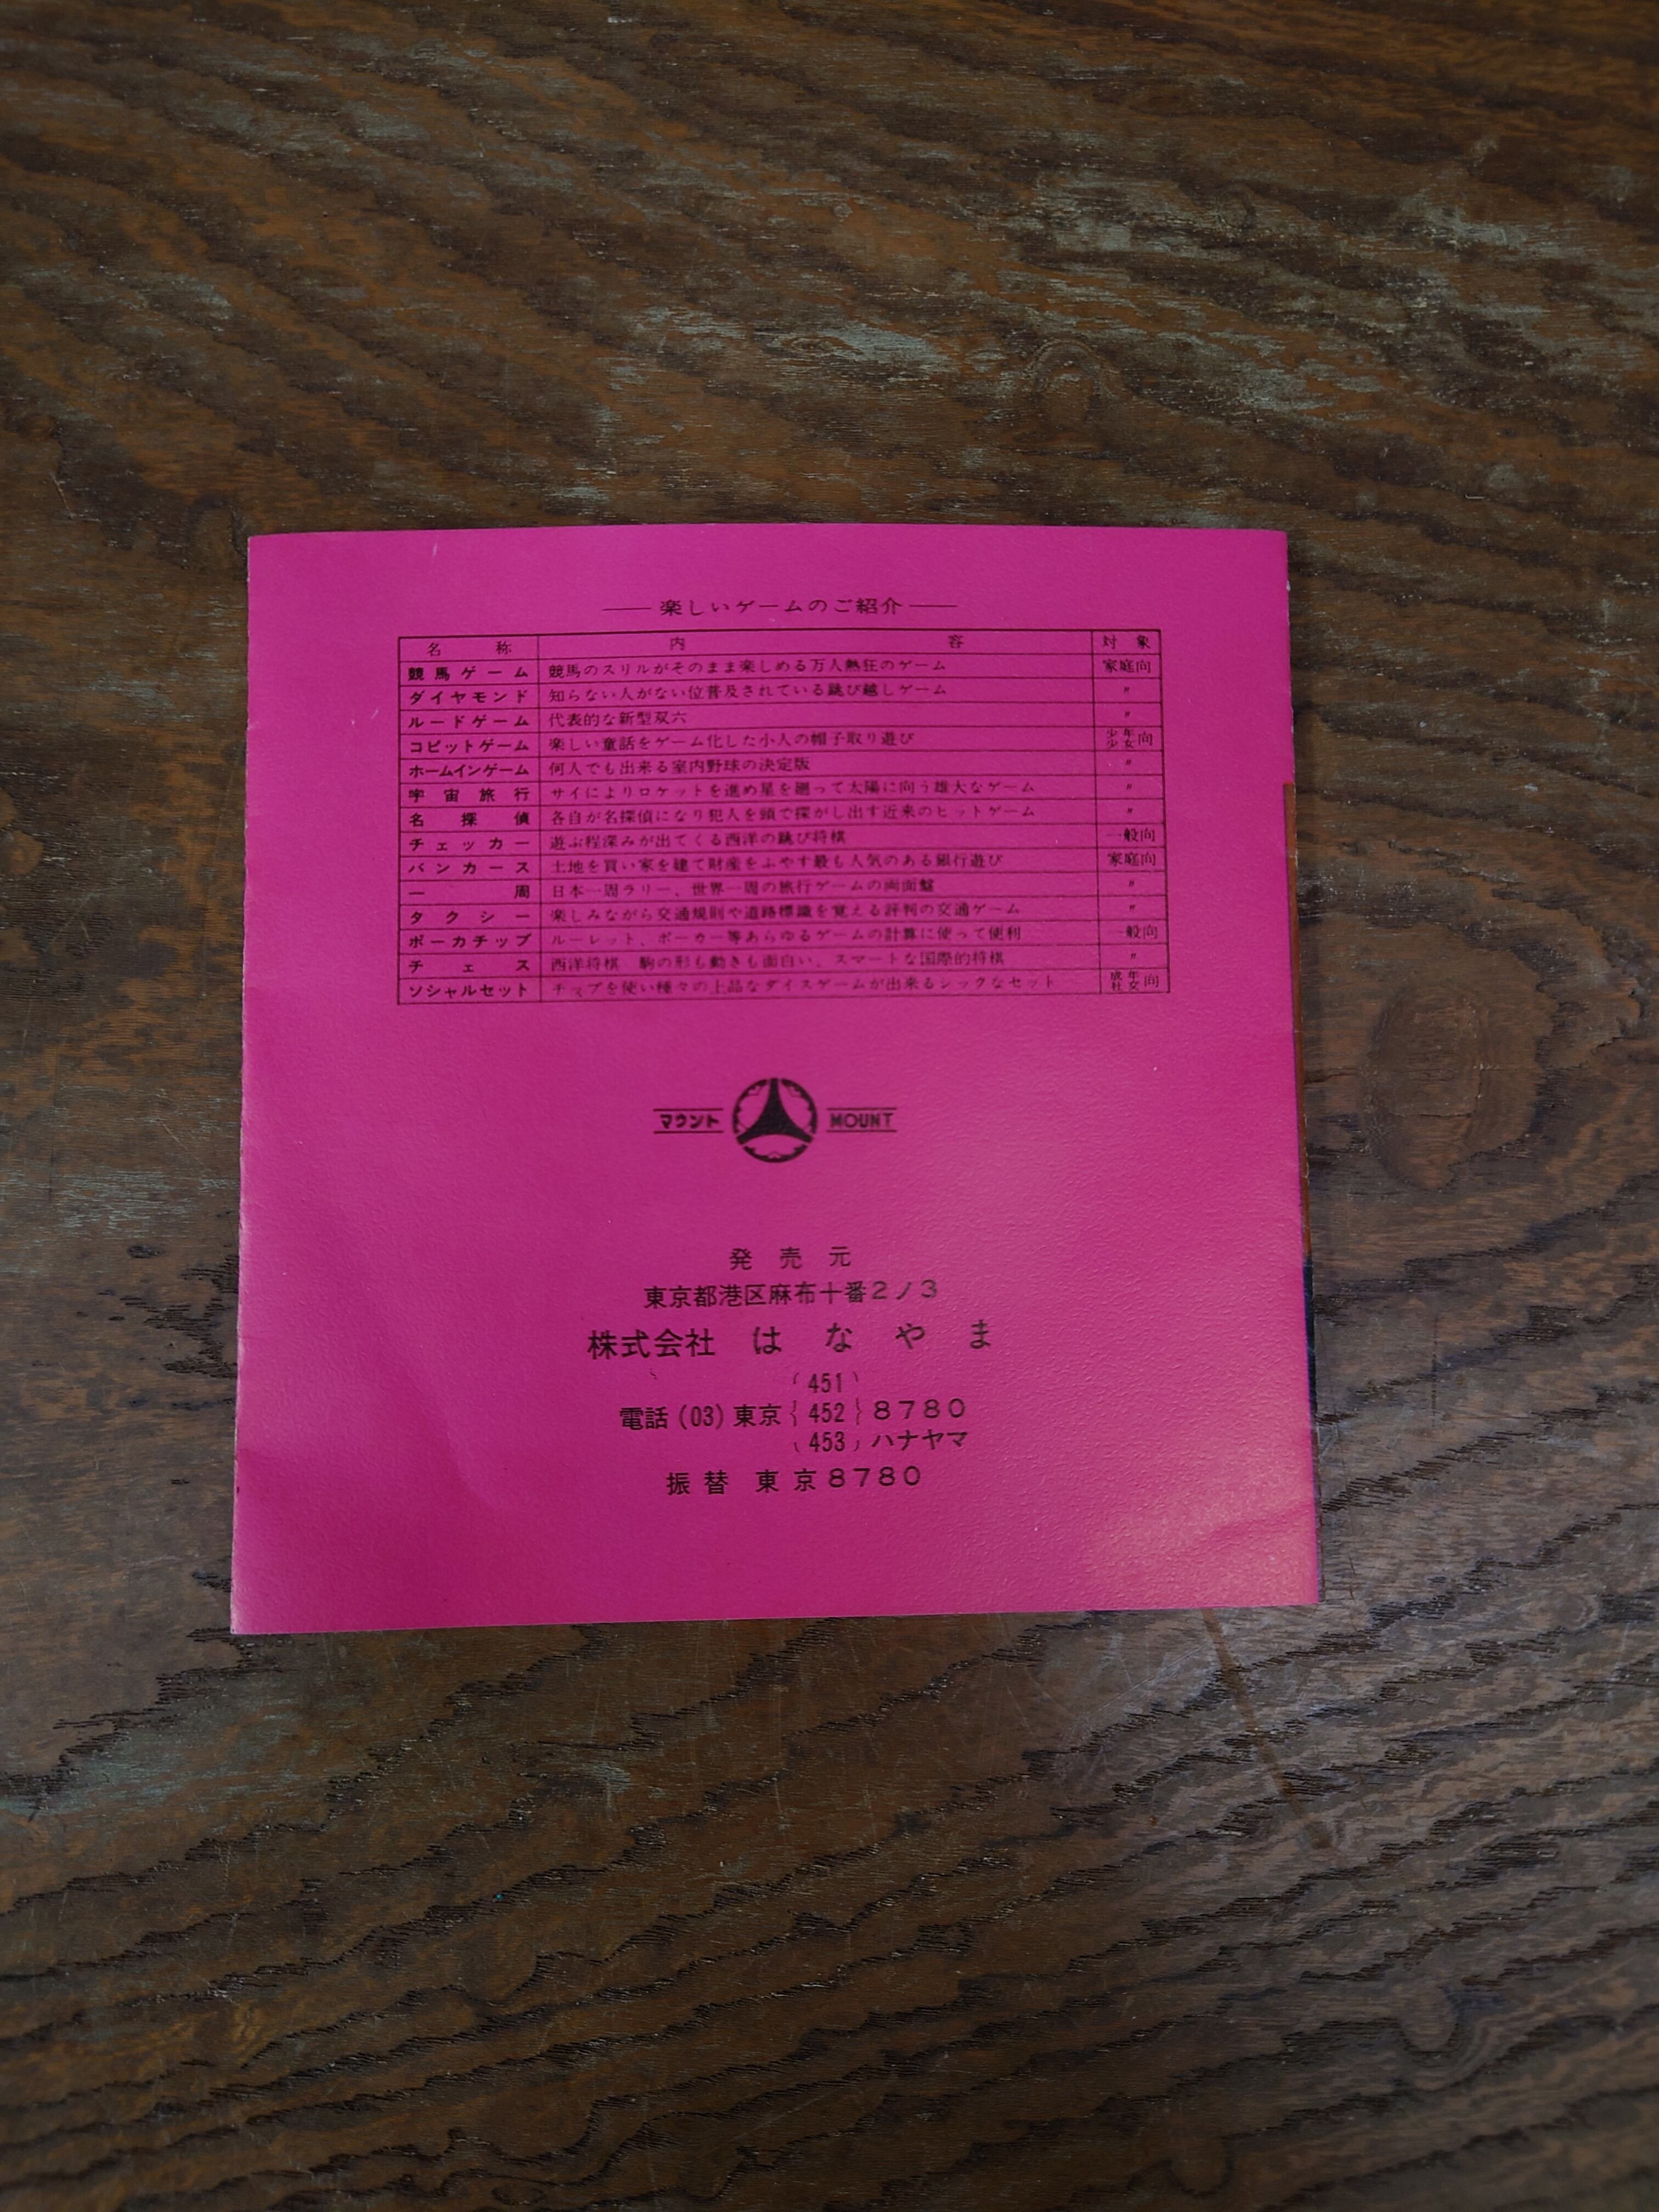 楽しいゲームのご紹介
名称 内容 対象
競馬ゲーム 競馬のスリルがそのまま楽しめる万人熱狂のゲーム 家庭向
ダイヤモンド 知らない人がない位普及されている跳び越しゲーム 〃
ルードゲーム 代表的な新型双六 〃
コピットゲーム 楽しい童話をゲーム化した小人の帽子取り遊び 少年少女向
ホームインゲーム 何人でも出来る室内野球の決定版 〃
宇宙旅行 サイによりロケットを進め星を廻って太陽に向う雄大なゲーム 〃
名探偵 各自が名探偵になり犯人を頭で探がし出す近来のヒットゲーム 〃
チェッカー 遊ぶ程深みが出てくる西洋の跳び将棋 一般向
バンカース 土地を買い家を建て財産をふやす最も人気のある銀行遊び 家庭向
一周 日本一周ラリー、世界一周の旅行ゲームの両面盤 〃
タクシー 楽しみながら交通規則や道路標識を覚える評判の交通ゲーム 〃
ポーカチップ ルーレット、ポーカー等あらゆるゲームの計算に使って便利 一般向
チェス 西洋将棋 駒の形も動きも面白い、スマートな国際的将棋 〃
ソシャルセット チップを使い種々の上品なダイスゲームが出来るシックなセット 成年 女向
マウント MOUNT
発売元
東京都港区麻布十番2ノ3
株式会社 はなやま
(451)
電話(03)東京{452}8780
(453)ハナヤマ
振替 東京8780